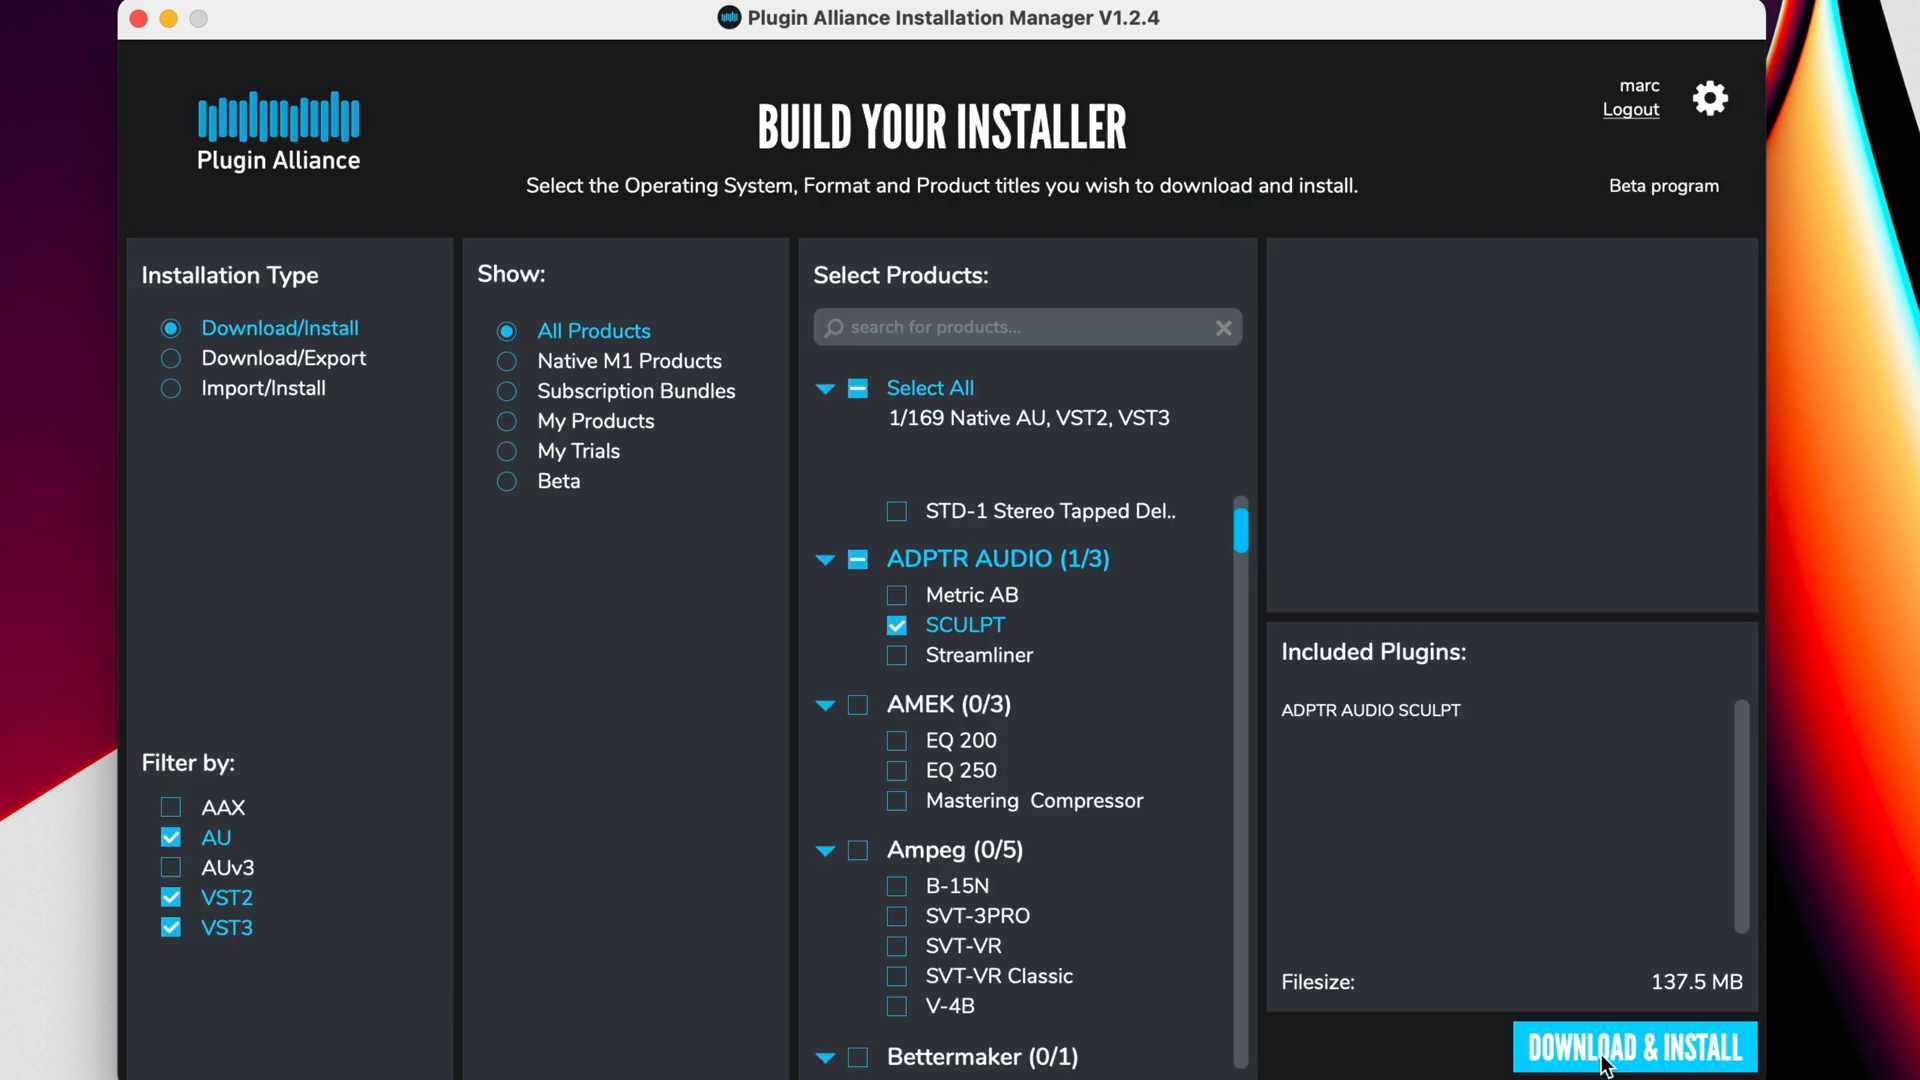 Plugin Alliance Installation Manager V1.2.4
marc
Logout
Plugin Alliance
BUILD YOUR INSTALLER
Select the Operating System, Format and Product titles you wish to download and install.
Beta program
Installation Type
Download/Install
Download/Export
Import/Install
Filter by:
AAX
AU
AUv3
VST2
VST3
Show:
All Products
Native M1 Products
Subscription Bundles
My Products
My Trials
Beta
Select Products:
search for products...
Select All
1/169 Native AU, VST2, VST3
STD-1 Stereo Tapped Del..
ADPTR AUDIO (1/3)
Metric AB
SCULPT
Streamliner
AMEK (0/3)
EQ 200
EQ 250
Mastering Compressor
Ampeg (0/5)
B-15N
SVT-3PRO
SVT-VR
SVT-VR Classic
V-4B
Bettermaker (0/1)
Included Plugins:
ADPTR AUDIO SCULPT
Filesize: 137.5 MB
DOWNLOAD & INSTALL